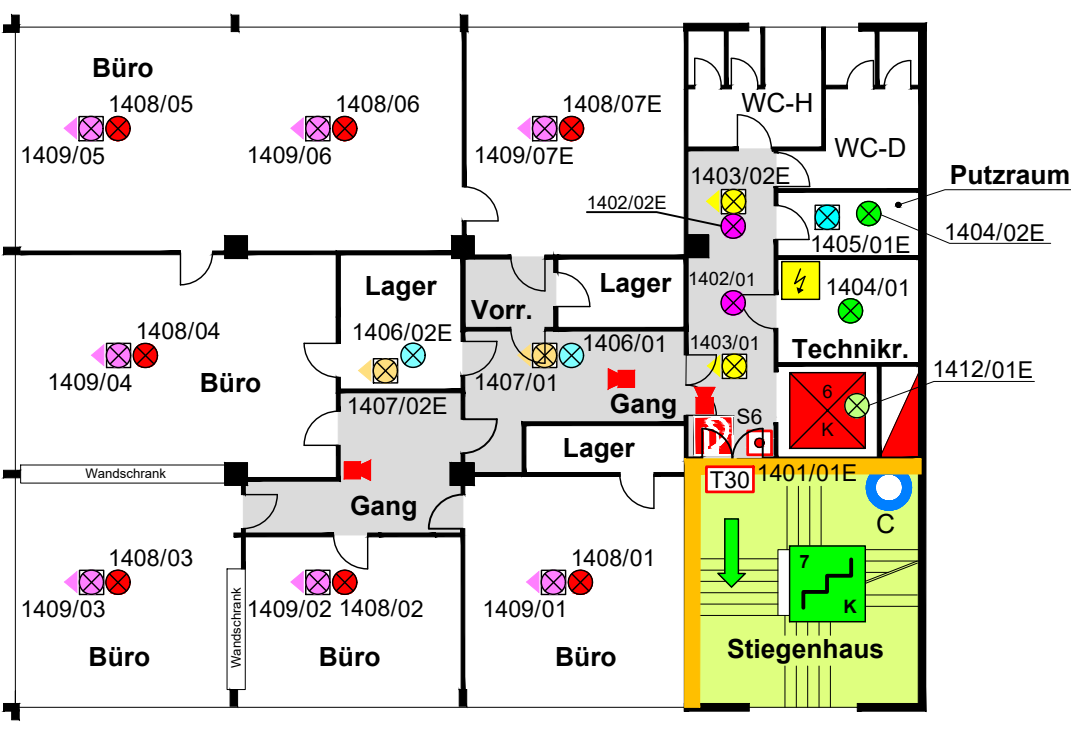 Büro
1408/05
1409/05
1408/06
1409/06
1408/07E
1409/07E
WC-H
WC-D
1403/02E
1402/02E
Putzraum
1404/02E
1405/01E
1402/01
1404/01
Technikr.
1403/01
1408/04
1409/04
Büro
Lager
1406/02E
1407/02E
Vorr.
Lager
1406/01
1407/01
Gang
Lager
S6
6
K
1412/01E
T30
1401/01E
C
Wandschrank
Gang
1408/03
1409/03
Büro
Wandschrank
1409/02
1408/02
Büro
1408/01
1409/01
Büro
7
K
Stiegenhaus